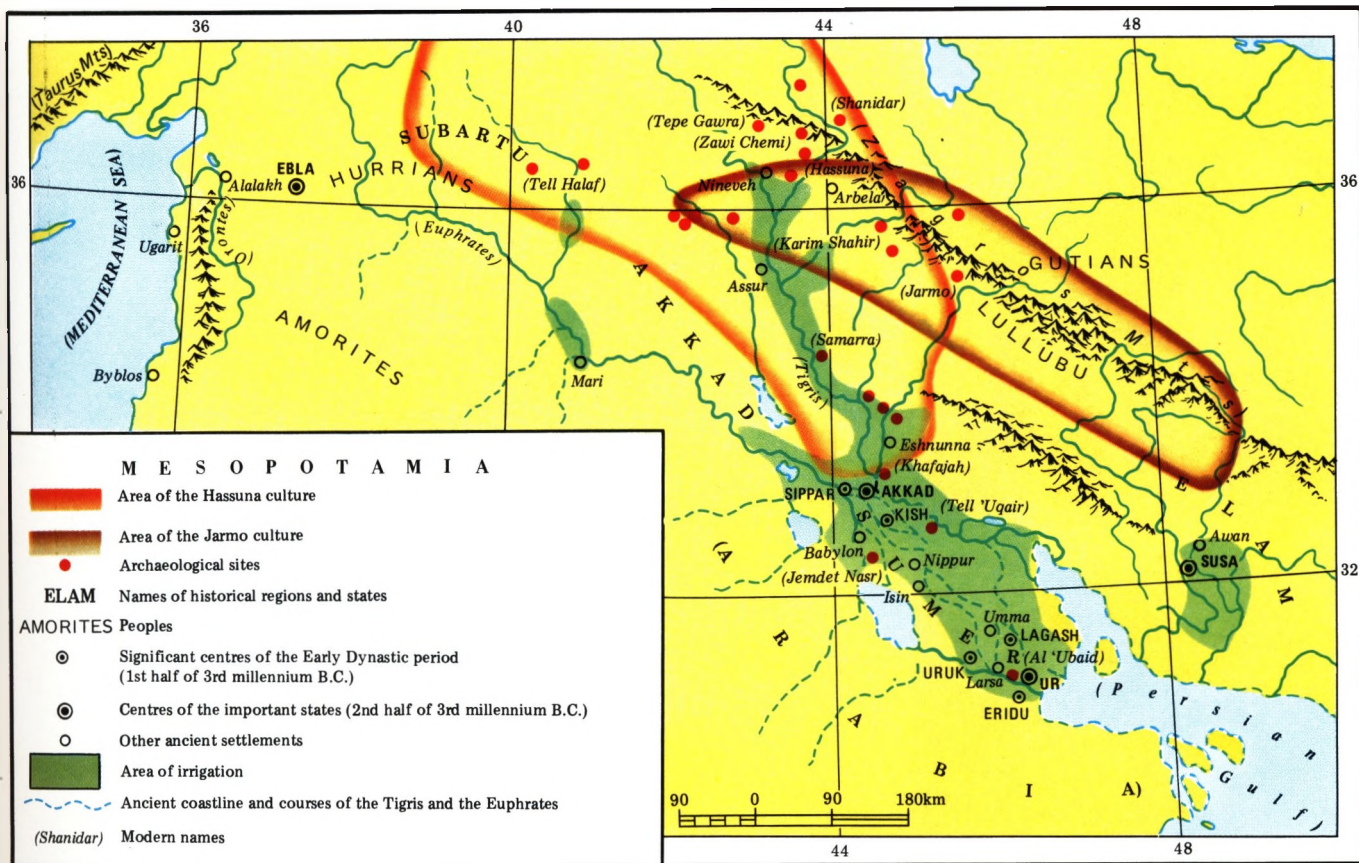 36
40
44
48
(Taurus Mts)
(MEDITERRANEAN SEA)
SUBARTU
HURRIANS
EBLA
Alalakh
Ugarit
(Orontes)
Byblos
AMORITES
(Euphrates)
(Tell Halaf)
Mari
AKKAD
(Shanidar)
(Tepe Gawra)
(Zawi Chemi)
(Hassuna)
Nineveh
Arbela
(Zragros Mts)
(Karim Shahir)
Assur
(Jarmo)
GUTIANS
LULLUBU
(Samarra)
(Tigris)
Eshnunna
(Khafajah)
SIPPAR
AKKAD
KISH
(Tell 'Uqair)
Babylon
Nippur
(Jemdet Nasr)
Isin
SUMER
Umma
LAGASH
URUK
(Al 'Ubaid)
Larsa
UR
ERIDU
ELAM
Awan
SUSA
(ARABIA)
(Persian
Gulf)
36
36
32
44
48
90 0 90 180km
MESOPOTAMIA
Area of the Hassuna culture
Area of the Jarmo culture
Archaeological sites
ELAM Names of historical regions and states
AMORITES Peoples
Significant centres of the Early Dynastic period
(1st half of 3rd millennium B.C.)
Centres of the important states (2nd half of 3rd millennium B.C.)
Other ancient settlements
Area of irrigation
Ancient coastline and courses of the Tigris and the Euphrates
(Shanidar) Modern names